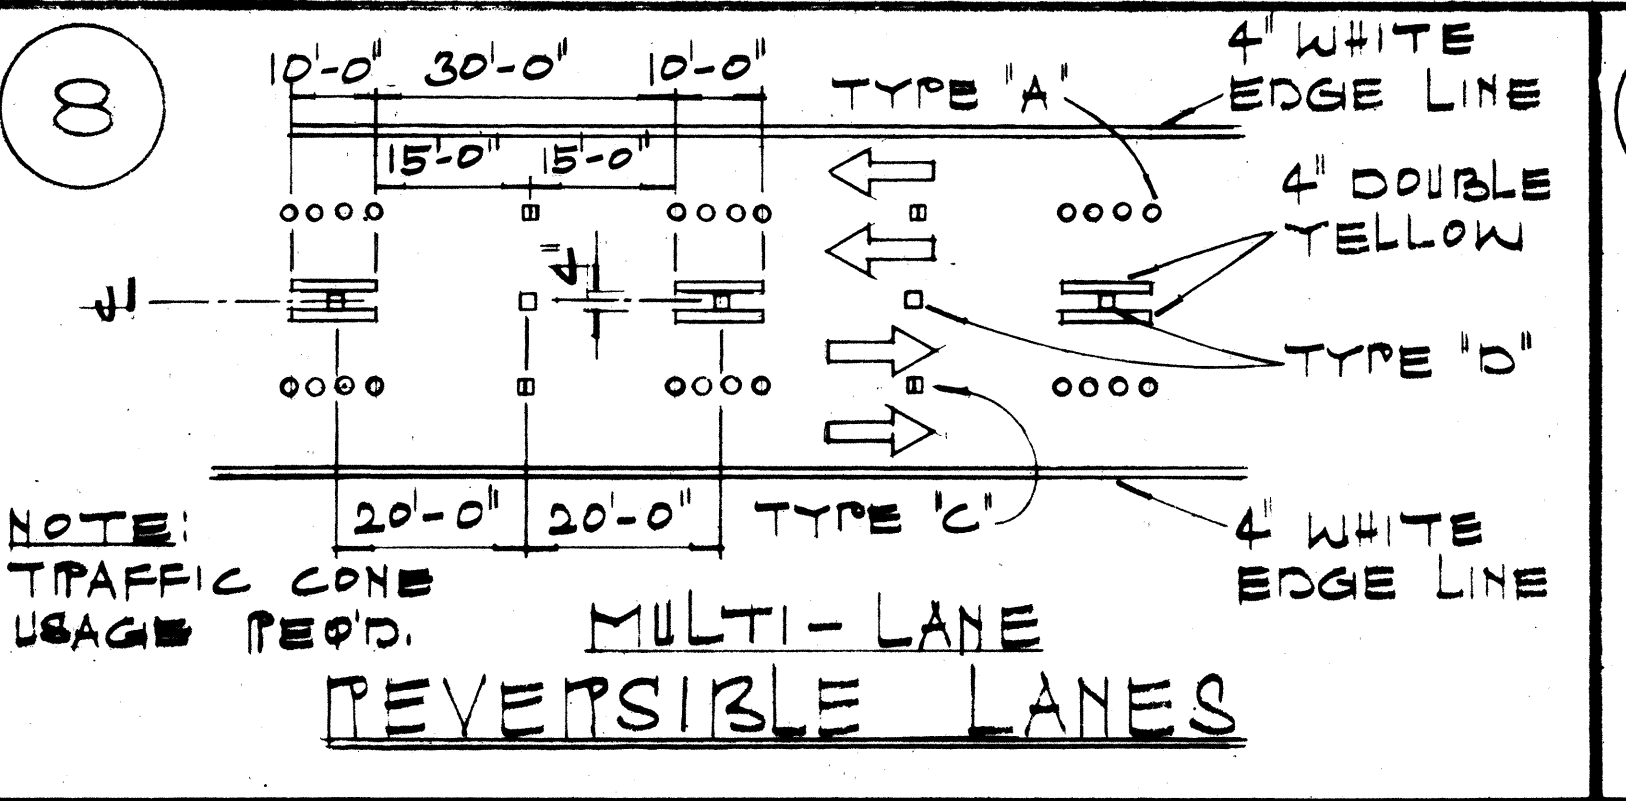 8
10'-0" 30'-0" 10'-0"
TYPE "A"
4" WHITE
EDGE LINE
15'-0" 15'-0"
4" DOUBLE
YELLOW
4"
TYPE "D"
20'-0" 20'-0"
TYPE "C"
4" WHITE
EDGE LINE
NOTE:
TRAFFIC CONE
USAGE REQ'D.
MULTI-LANE
REVERSIBLE LANES